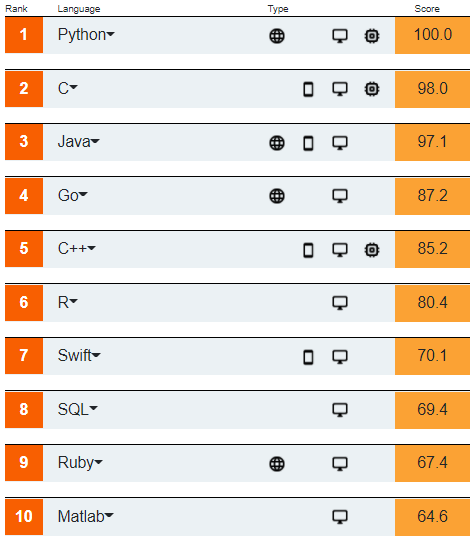 Rank Language Type Score
1 Python 100.0
2 C 98.0
3 Java 97.1
4 Go 87.2
5 C++ 85.2
6 R 80.4
7 Swift 70.1
8 SQL 69.4
9 Ruby 67.4
10 Matlab 64.6